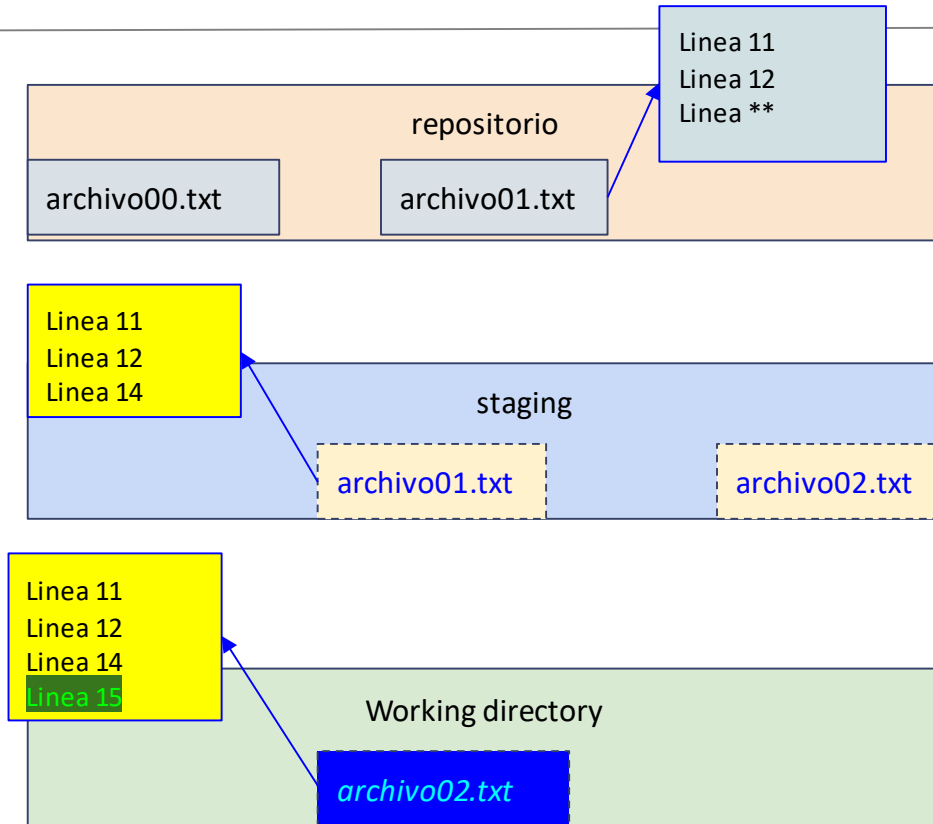 Linea 11
Linea 12
Linea **
repositorio
archivo00.txt
archivo01.txt
Linea 11
Linea 12
Linea 14
staging
archivo01.txt
archivo02.txt
Linea 11
Linea 12
Linea 14
Linea 15
Working directory
archivo02.txt